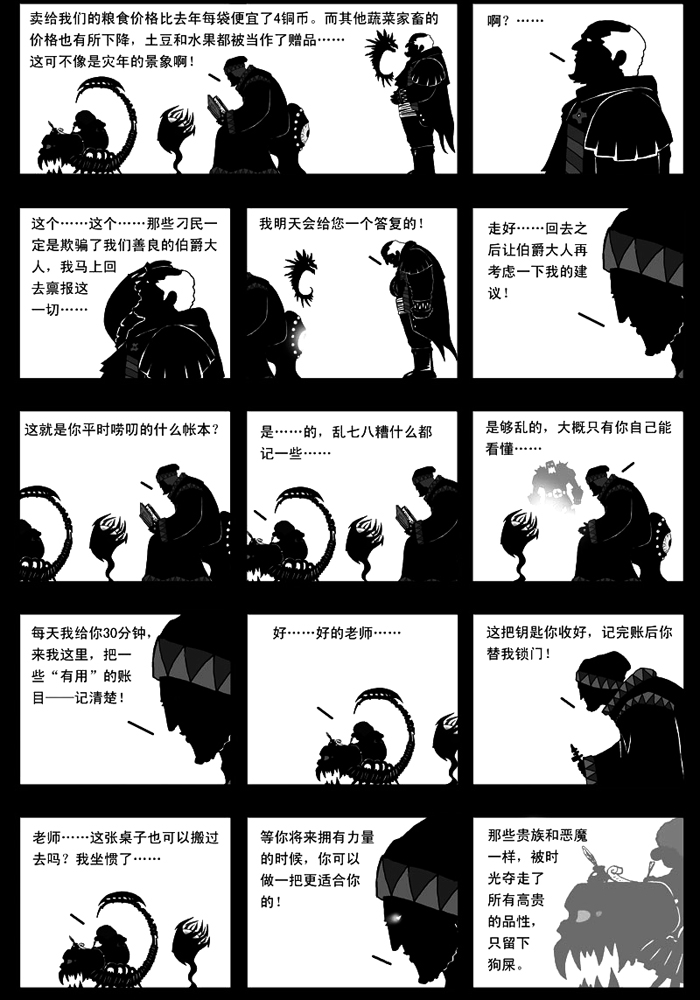 卖给我们的粮食价格比去年每袋便宜了4铜币。而其他蔬菜家畜的
价格也有所下降，土豆和水果都被当作了赠品……
这可不像是灾年的景象啊！
啊？……
这个……这个……那些刁民一
定是欺骗了我们善良的伯爵大
人，我马上回
去禀报这
一切……
我明天会给您一个答复的！
走好……回去之
后让伯爵大人再
考虑一下我的建
议！
这就是你平时唠叨的什么帐本？
是……的，乱七八糟什么都
记一些……
是够乱的，大概只有你自己能
看懂……
每天我给你30分钟，
来我这里，把一
些“有用”的账
目——记清楚！
好……好的老师……
这把钥匙你收好，记完账后你
替我锁门！
老师……这张桌子也可以搬过
去吗？我坐惯了……
等你将来拥有力量
的时候，你可以
做一把更适合你
的！
那些贵族和恶魔
一样，被时
光夺走了
所有高贵
的品性，
只留下
狗屎。